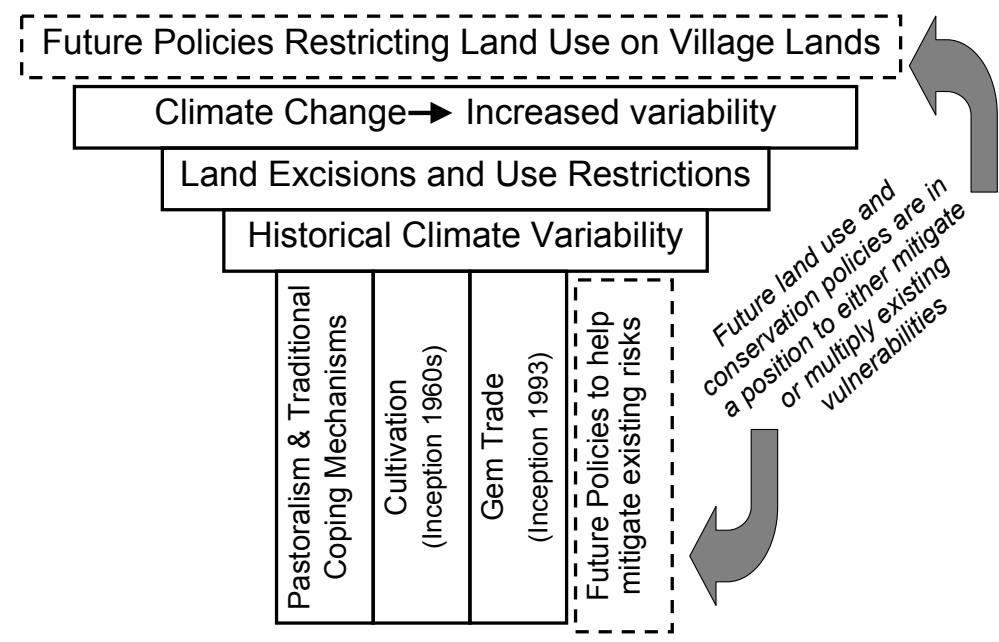 Future Policies Restricting Land Use on Village Lands
Climate Change→ Increased variability
Land Excisions and Use Restrictions
Historical Climate Variability
Pastoralism & Traditional
Coping Mechanisms
Cultivation
(Inception 1960s)
Gem Trade
(Inception 1993)
Future Policies to help
mitigate existing risks
Future land use and
conservation policies are in
a position to either mitigate
or multiply existing
vulnerabilities